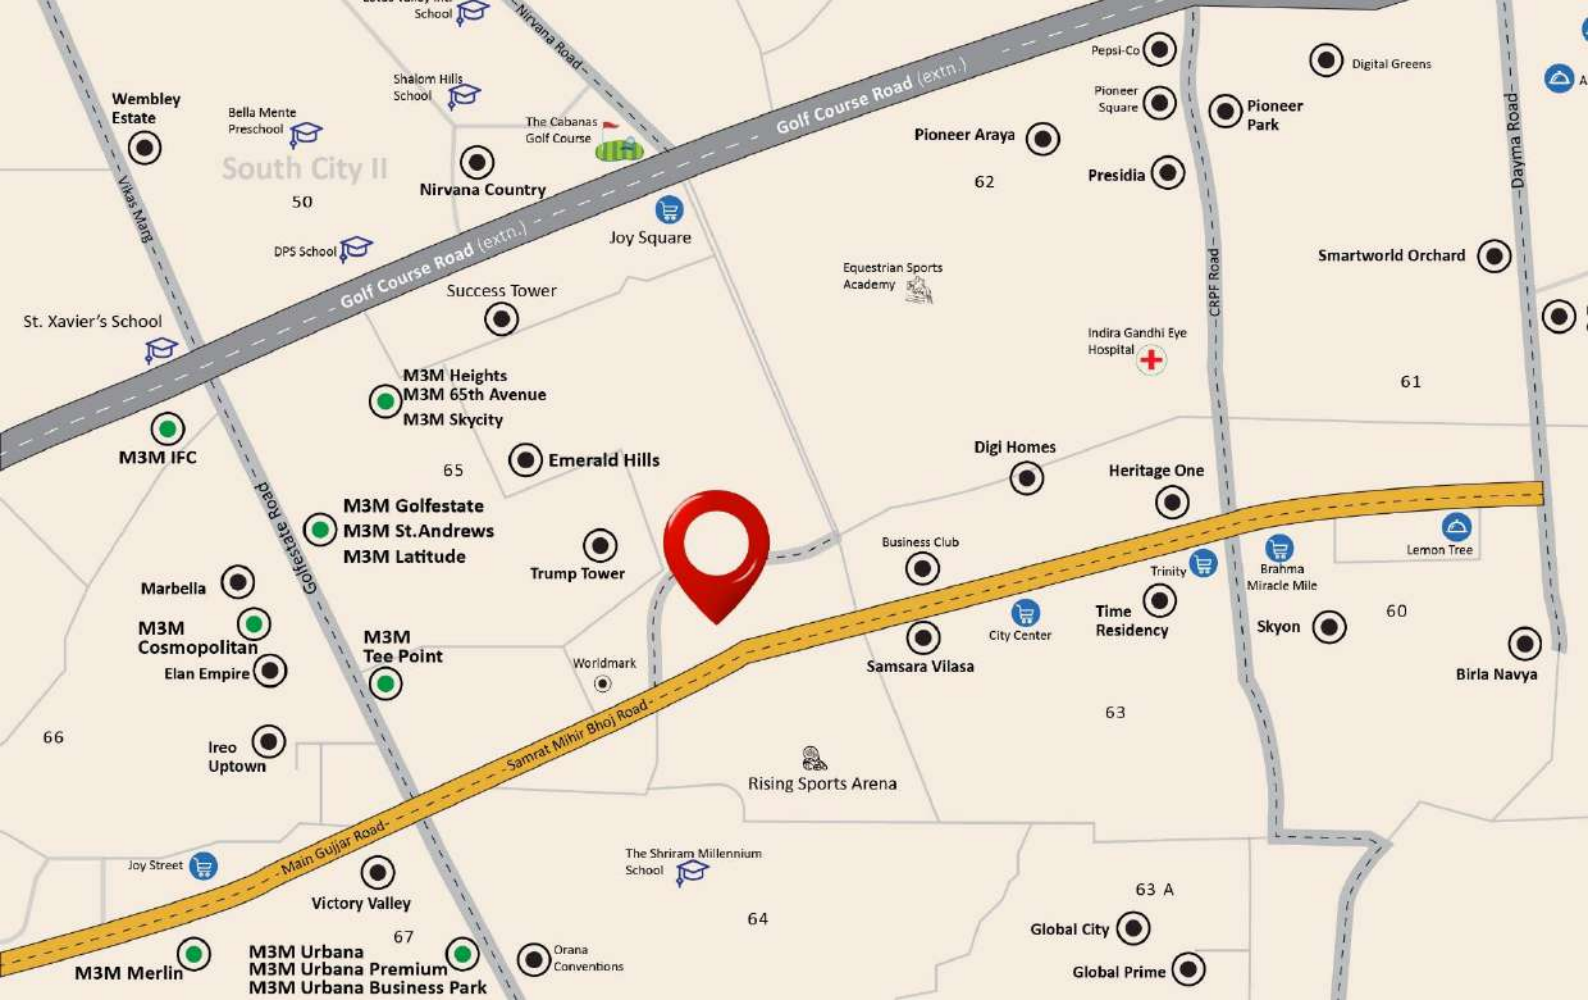 School
Nirvana Road
Pepsi-Co
Digital Greens
Shalom Hills
School
Golf Course Road (extn.)
Wembley
Estate
Bella Mente
Preschool
The Cabanas
Golf Course
Pioneer
Square
Pioneer
Park
Dayma Road
Pioneer Araya
South City II
Nirvana Country
62
Presidia
Vikas Marg
50
DPS School
Golf Course Road (extn.)
Joy Square
CRPF Road
Smartworld Orchard
Equestrian Sports
Academy
Success Tower
St. Xavier's School
Indira Gandhi Eye
Hospital
M3M Heights
M3M 65th Avenue
M3M Skycity
61
M3M IFC
65
Emerald Hills
Digi Homes
Heritage One
Golfestate Road
M3M Golfestate
M3M St.Andrews
M3M Latitude
Trump Tower
Business Club
Lemon Tree
Trinity
Brahma
Miracle Mile
Marbella
M3M
Cosmopolitan
Elan Empire
M3M
Tee Point
City Center
Time
Residency
Skyon
60
Worldmark
Samsara Vilasa
Birla Navya
66
Ireo
Uptown
Samrat Mihir Bhoj Road
63
Rising Sports Arena
Main Gujjar Road
Joy Street
The Shriram Millennium
School
Victory Valley
63 A
64
67
Global City
M3M Merlin
M3M Urbana
M3M Urbana Premium
M3M Urbana Business Park
Orana
Conventions
Global Prime